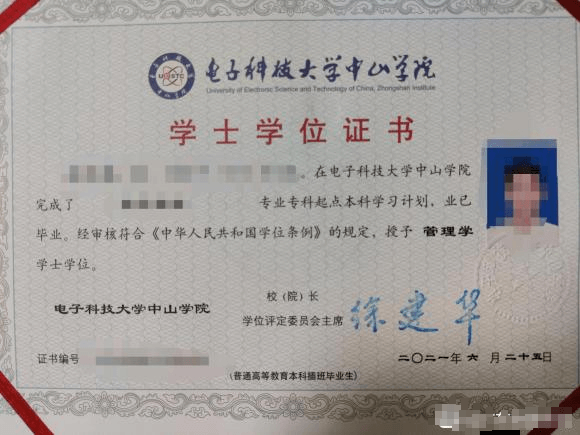 UESTC
电子科技大学中山学院
University of Electronic Science and Technology of China, Zhongshan Institute
学士学位证书
。在电子科技大学中山学院
完成了 专业专科起点本科学习计划，业已
毕业。经审核符合《中华人民共和国学位条例》的规定，授予 管理学
学士学位。
校（院）长
电子科技大学中山学院
学位评定委员会主席
徐建华
证书编号
二〇二一年 六 月 二十五日
（普通高等教育本科插班毕业生）